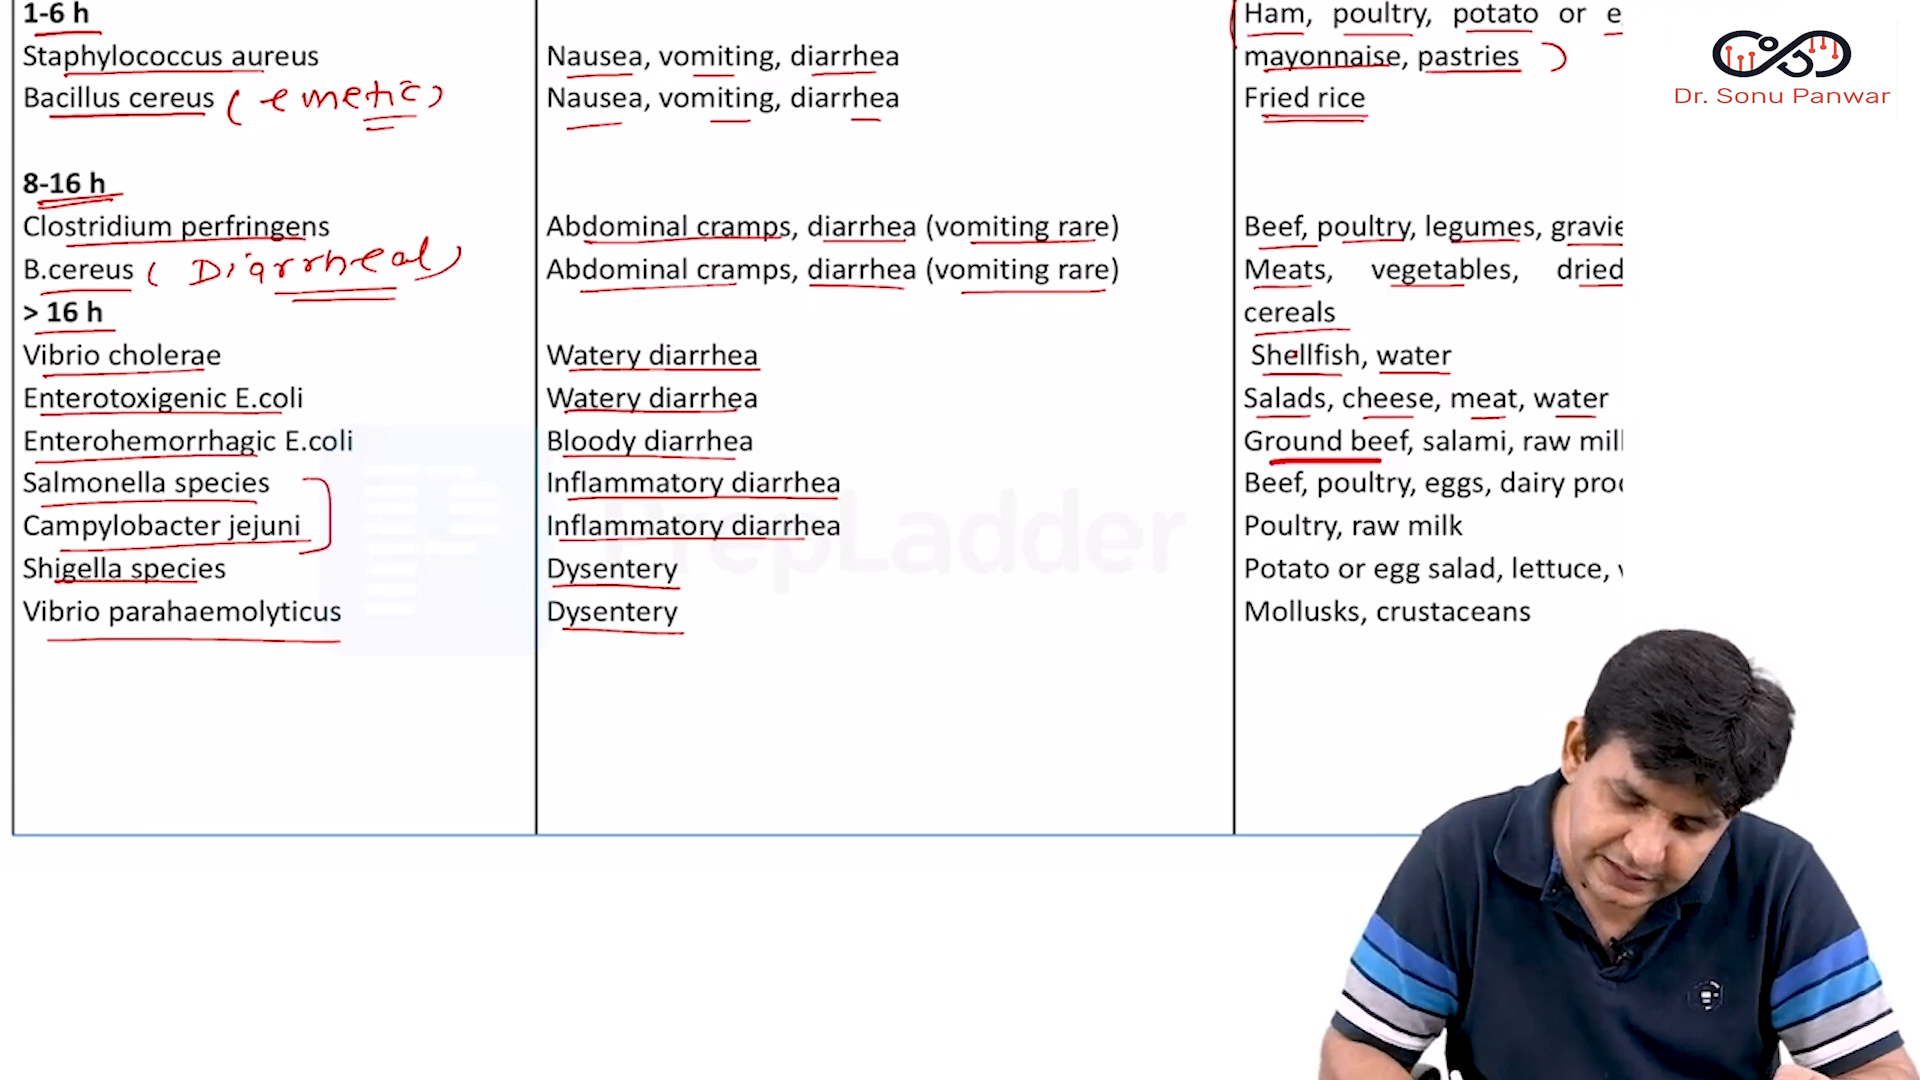 1-6 h
Ham, poultry, potato or e
Staphylococcus aureus
Nausea, vomiting, diarrhea
mayonnaise, pastries )
Bacillus cereus ( emetic )
Nausea, vomiting, diarrhea
Fried rice
8-16 h
Clostridium perfringens
Abdominal cramps, diarrhea (vomiting rare)
Beef, poultry, legumes, gravie
B.cereus ( Diarrheal )
Abdominal cramps, diarrhea (vomiting rare)
Meats, vegetables, dried
> 16 h
cereals
Vibrio cholerae
Watery diarrhea
Shellfish, water
Enterotoxigenic E.coli
Watery diarrhea
Salads, cheese, meat, water
Enterohemorrhagic E.coli
Bloody diarrhea
Ground beef, salami, raw mil
Salmonella species
Inflammatory diarrhea
Beef, poultry, eggs, dairy pro
Campylobacter jejuni
Inflammatory diarrhea
Poultry, raw milk
Shigella species
Dysentery
Potato or egg salad, lettuce,
Vibrio parahaemolyticus
Dysentery
Mollusks, crustaceans
PrepLadder
Dr. Sonu Panwar